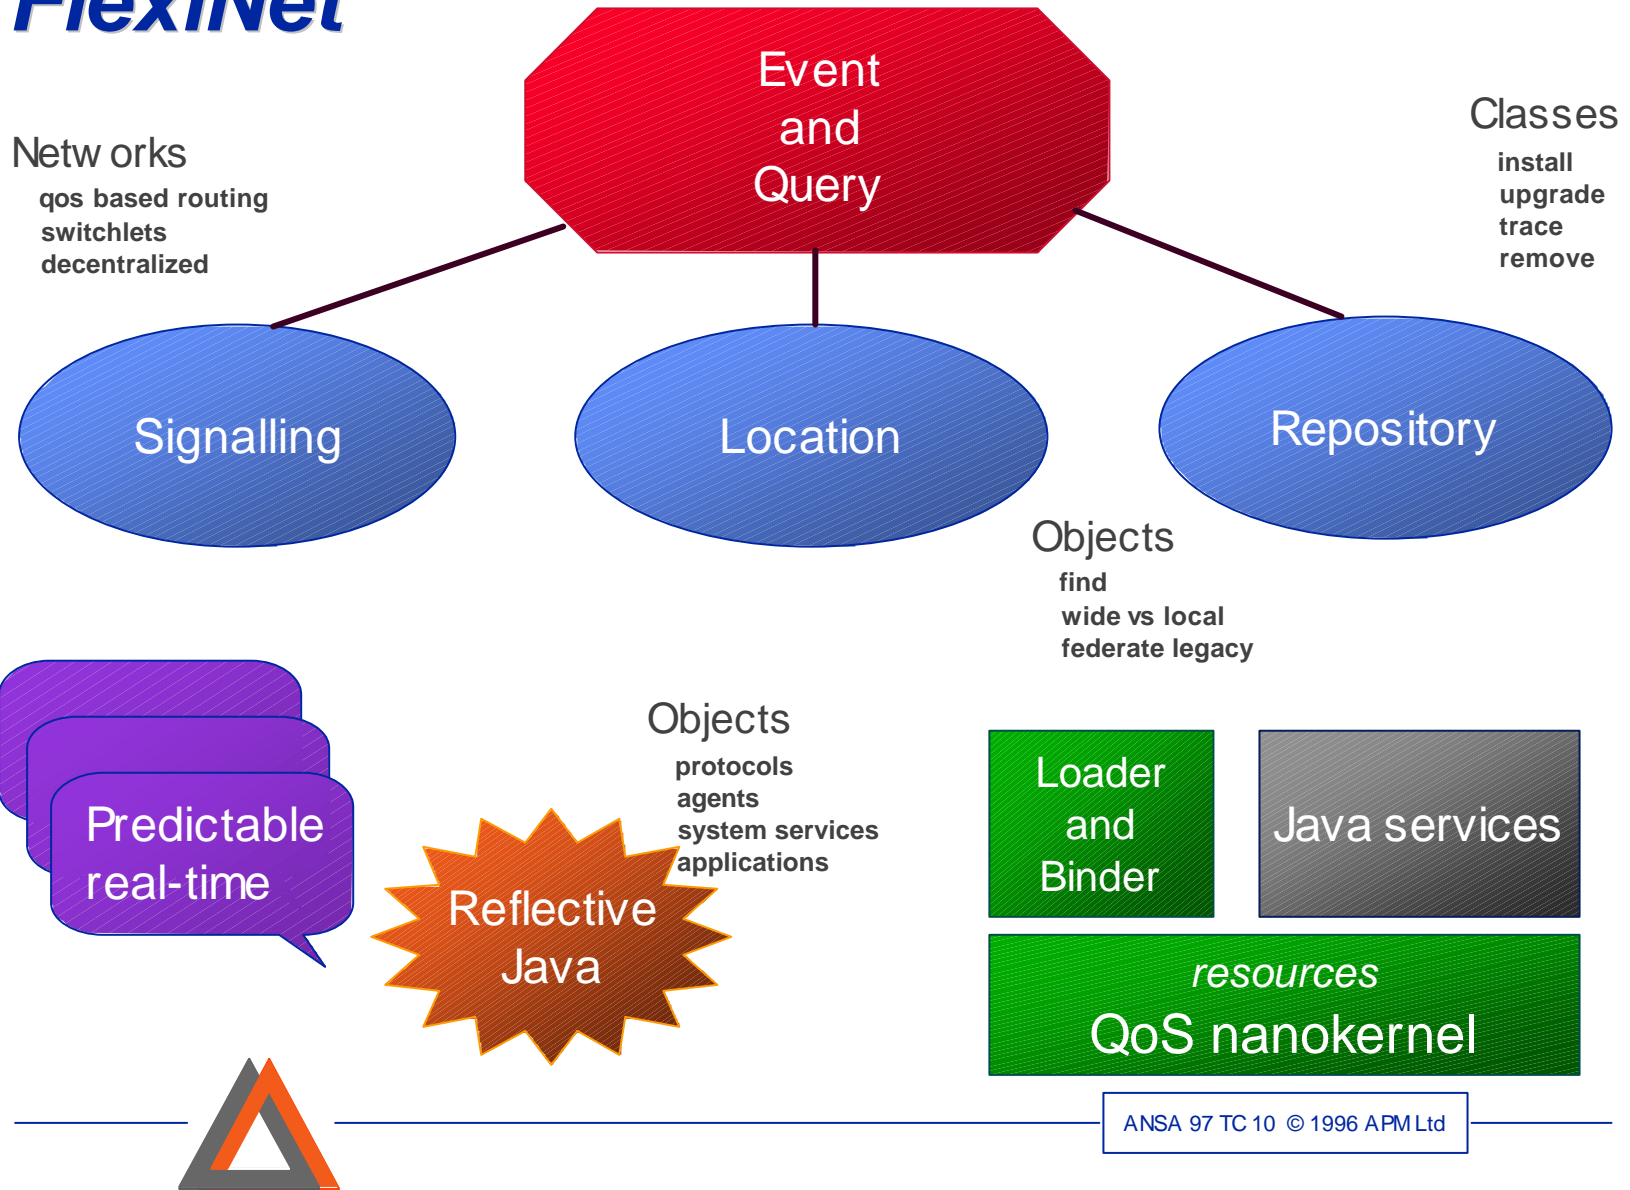 FlexiNet
Event
and
Query
Networks
qos based routing
switchlets
decentralized
Classes
install
upgrade
trace
remove
Signalling
Location
Repository
Objects
find
wide vs local
federate legacy
Predictable
real-time
Objects
protocols
agents
system services
applications
Reflective
Java
Loader
and
Binder
Java services
resources
QoS nanokernel
ANSA 97 TC 10 © 1996 APM Ltd